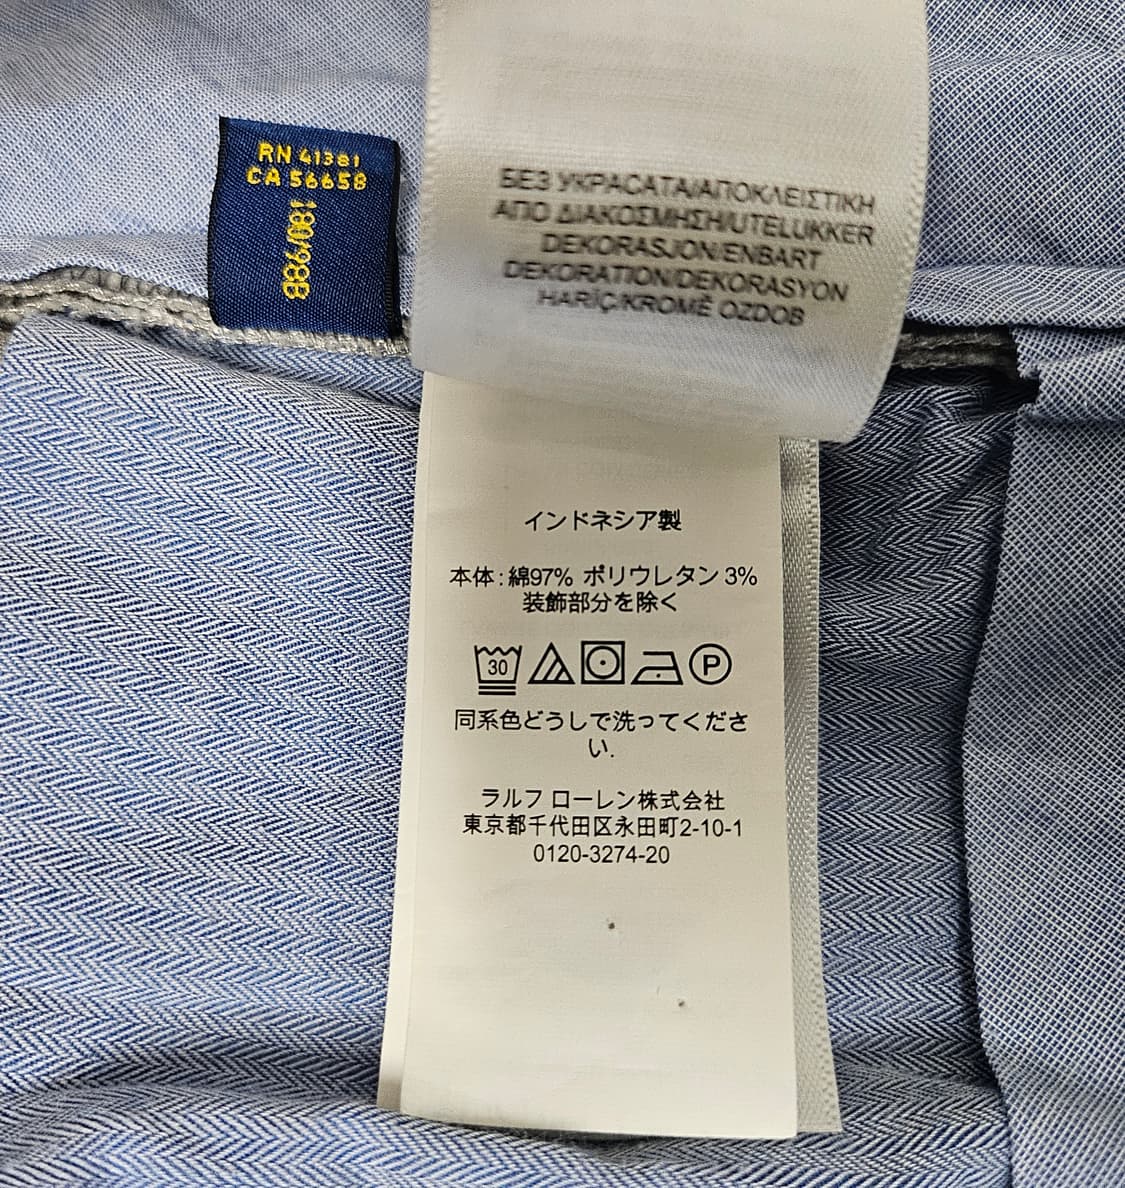 RN 41381
CA 56658
180/98B
БЕЗ УКРАСАТА/ΑΠΟΚΛΕΙΣΤΙΚΗ
ΑΠΟ ΔΙΑΚΟΣΜΗΣΗ/UTELUKKER
DEKORASJON/ENBART
DEKORATION/DEKORASYON
HARİÇ/KROMĚ OZDOB
インドネシア製
本体:綿97% ポリウレタン 3%
装飾部分を除く
30
P
同系色どうしで洗ってくださ
い.
ラルフ ローレン株式会社
東京都千代田区永田町2-10-1
0120-3274-20